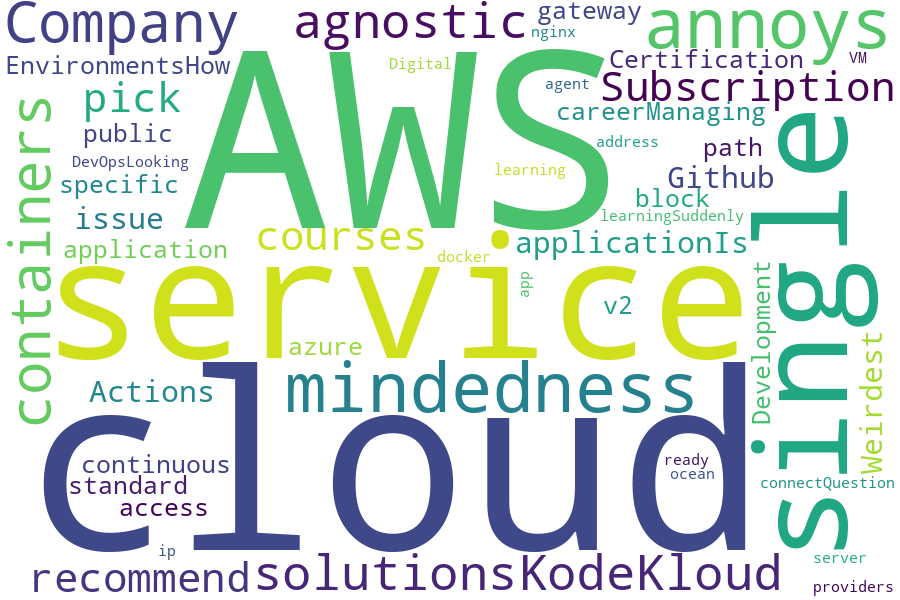 Company
agnostic
gateway
annoys
nginx
EnvironmentsHow
AWS
Digital
Certification
VM
pick
agent
Subscription
containers
public
careerManaging
single
DevOpsLooking
address
path
specific
learning
Github
issue
block
learningSuddenly
application
courses
docker
applicationIs
service
app
v2
Development
azure
Weirdest
Actions
mindedness
cloud
continuous
ready
standard
ocean
connectQuestion
access
ip
server
recommend
solutionsKodeKloud
providers